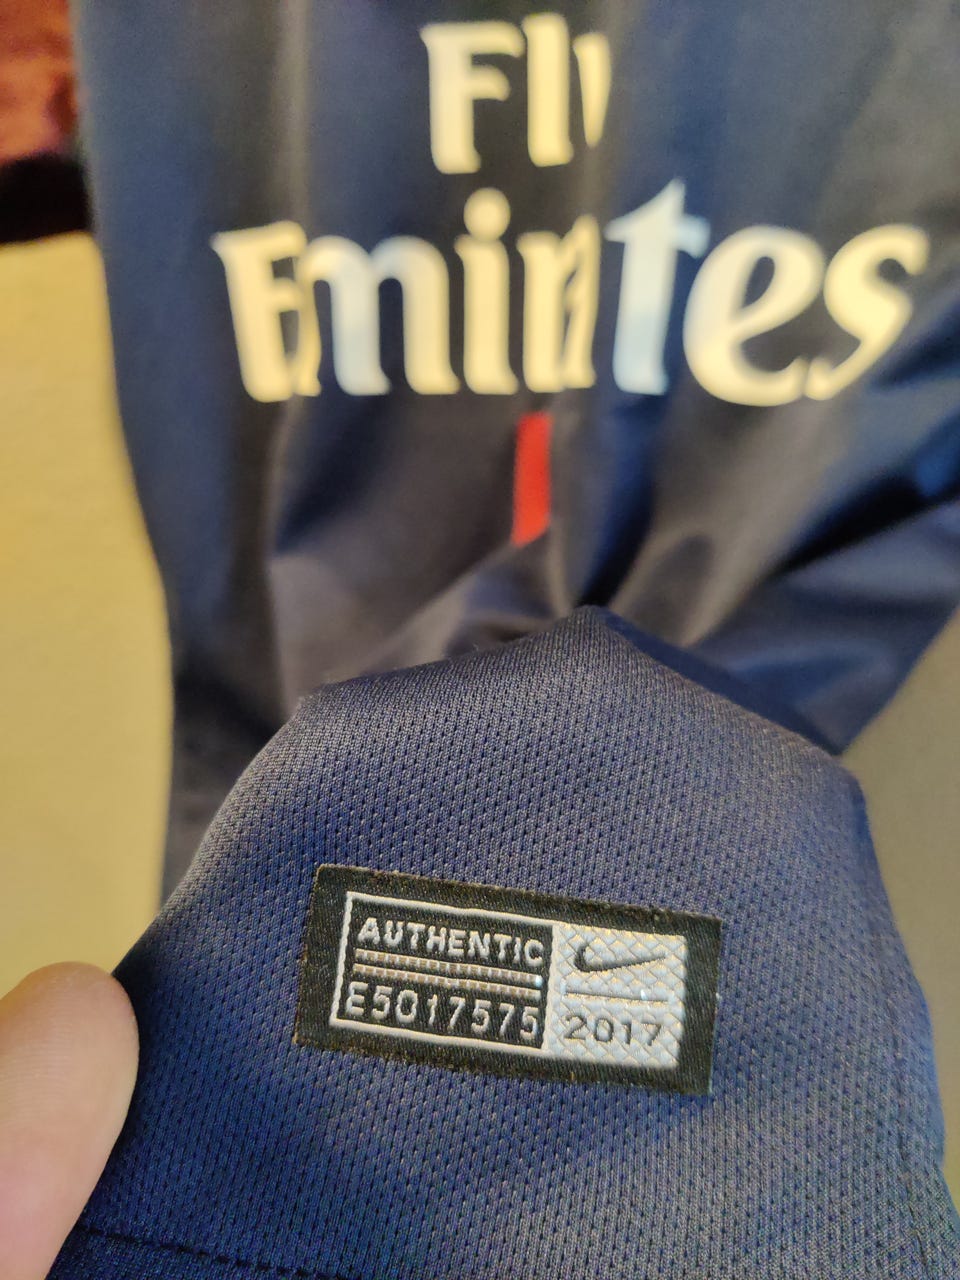 Fly
Emirates
AUTHENTIC
E5017575
2017